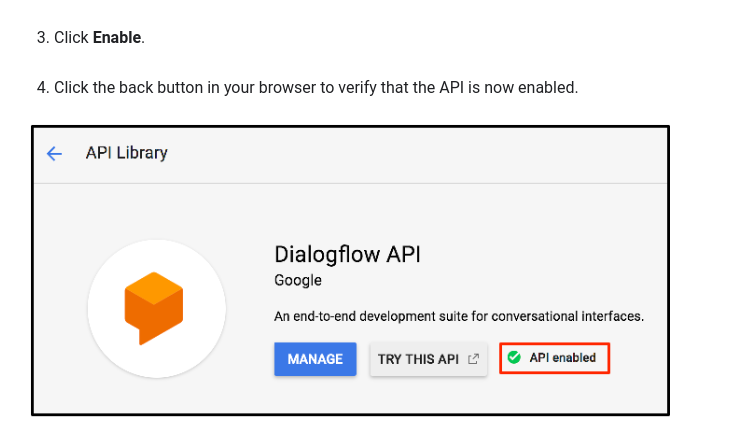 3. Click Enable.
4. Click the back button in your browser to verify that the API is now enabled.
API Library
Dialogflow API
Google
An end-to-end development suite for conversational interfaces.
MANAGE
TRY THIS API
API enabled